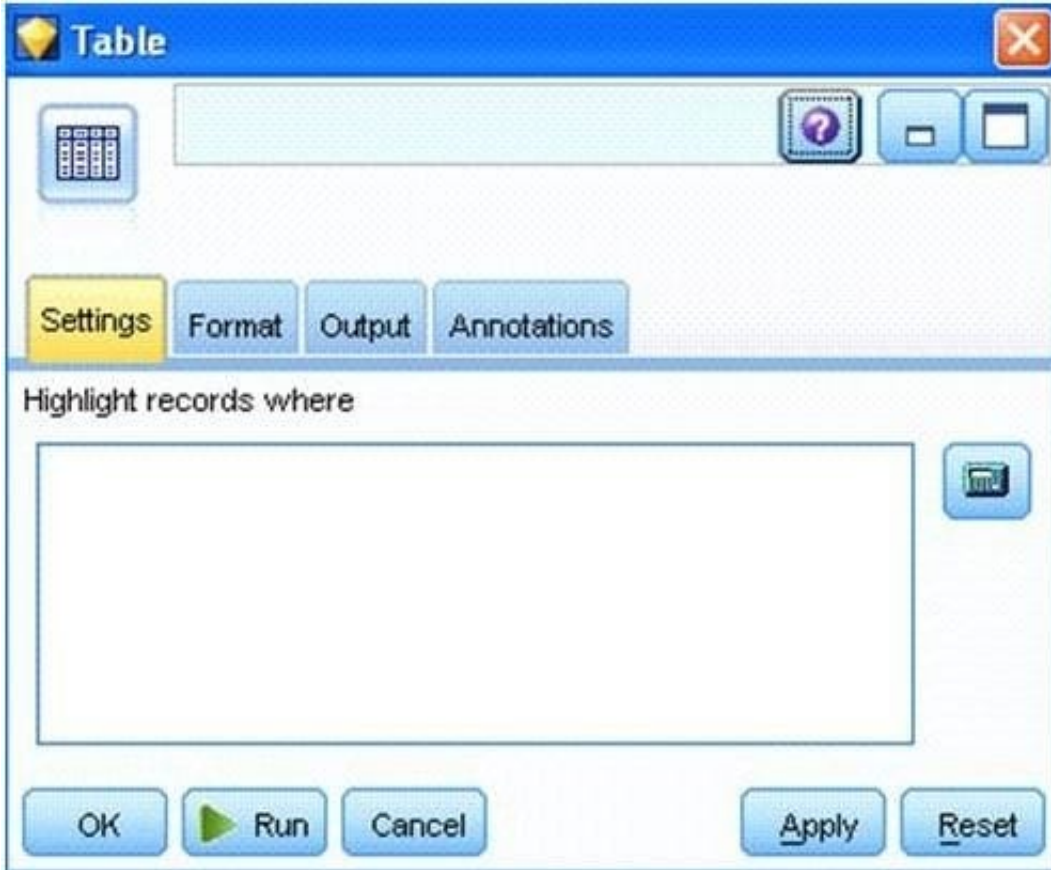 Table
?
Settings Format Output Annotations
Highlight records where
OK Run Cancel Apply Reset